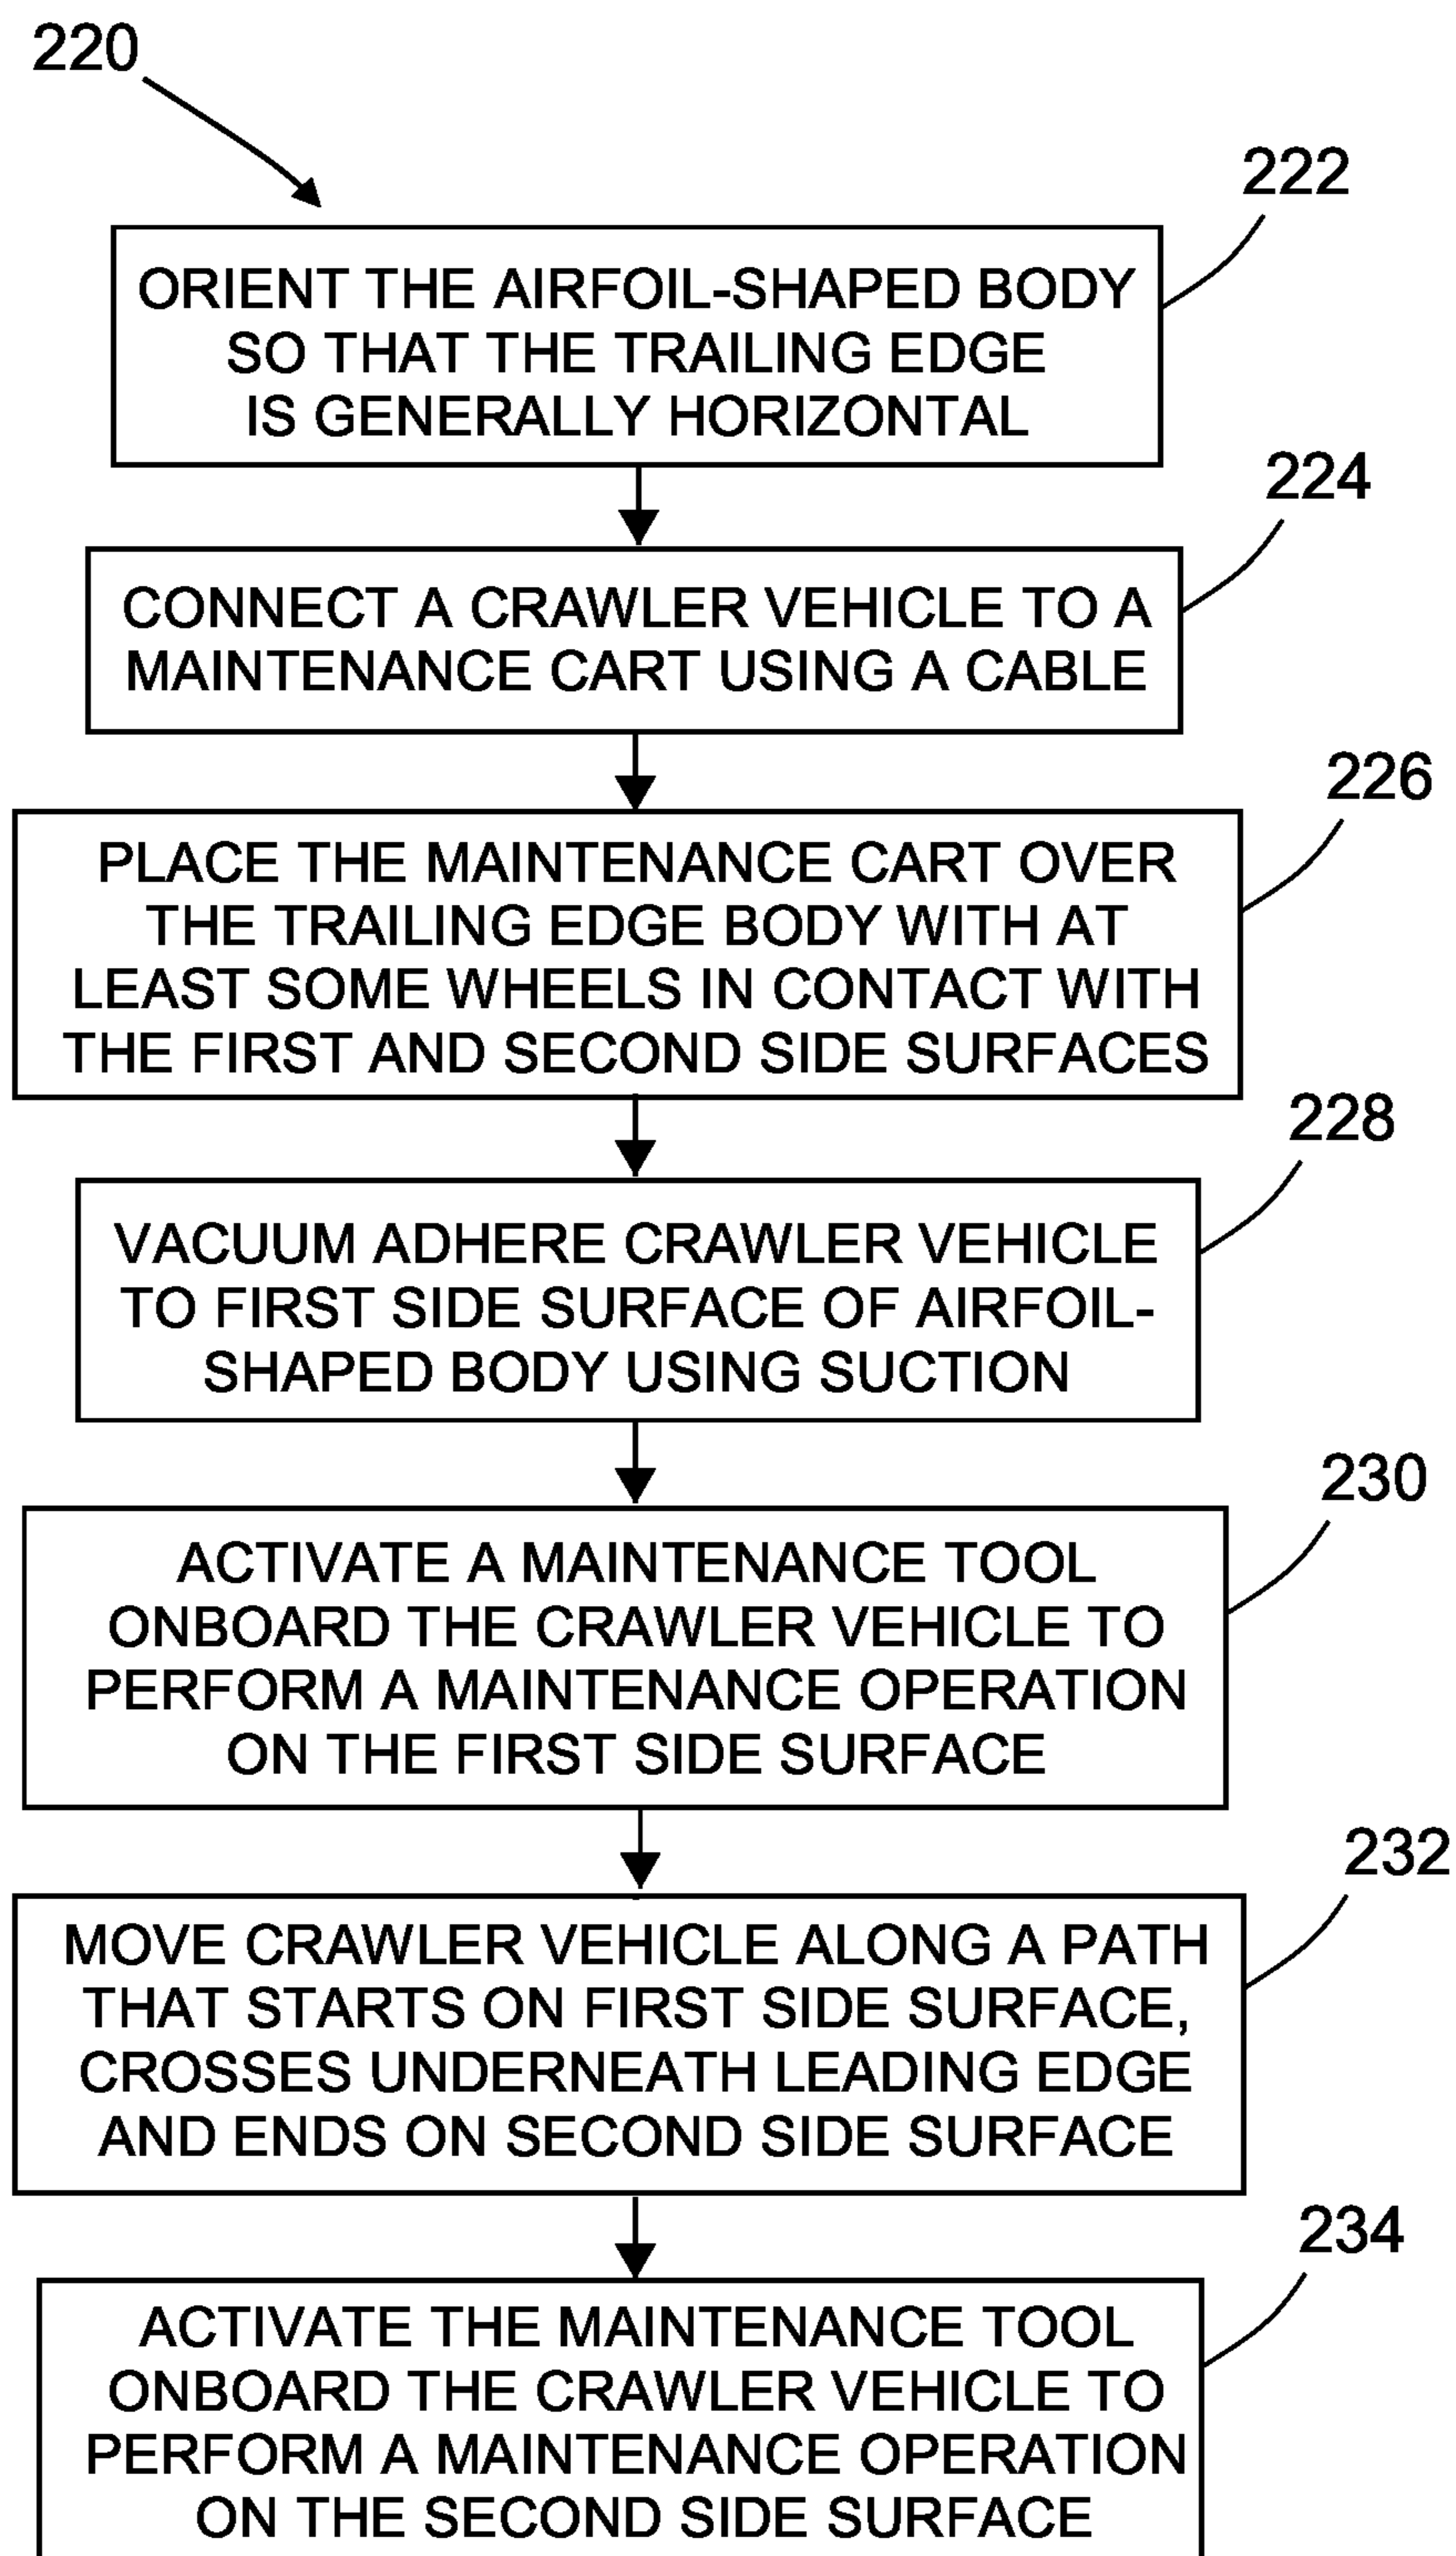 220
222
ORIENT THE AIRFOIL-SHAPED BODY
SO THAT THE TRAILING EDGE
IS GENERALLY HORIZONTAL
224
CONNECT A CRAWLER VEHICLE TO A
MAINTENANCE CART USING A CABLE
226
PLACE THE MAINTENANCE CART OVER
THE TRAILING EDGE BODY WITH AT
LEAST SOME WHEELS IN CONTACT WITH
THE FIRST AND SECOND SIDE SURFACES
228
VACUUM ADHERE CRAWLER VEHICLE
TO FIRST SIDE SURFACE OF AIRFOIL-
SHAPED BODY USING SUCTION
230
ACTIVATE A MAINTENANCE TOOL
ONBOARD THE CRAWLER VEHICLE TO
PERFORM A MAINTENANCE OPERATION
ON THE FIRST SIDE SURFACE
232
MOVE CRAWLER VEHICLE ALONG A PATH
THAT STARTS ON FIRST SIDE SURFACE,
CROSSES UNDERNEATH LEADING EDGE
AND ENDS ON SECOND SIDE SURFACE
234
ACTIVATE THE MAINTENANCE TOOL
ONBOARD THE CRAWLER VEHICLE TO
PERFORM A MAINTENANCE OPERATION
ON THE SECOND SIDE SURFACE